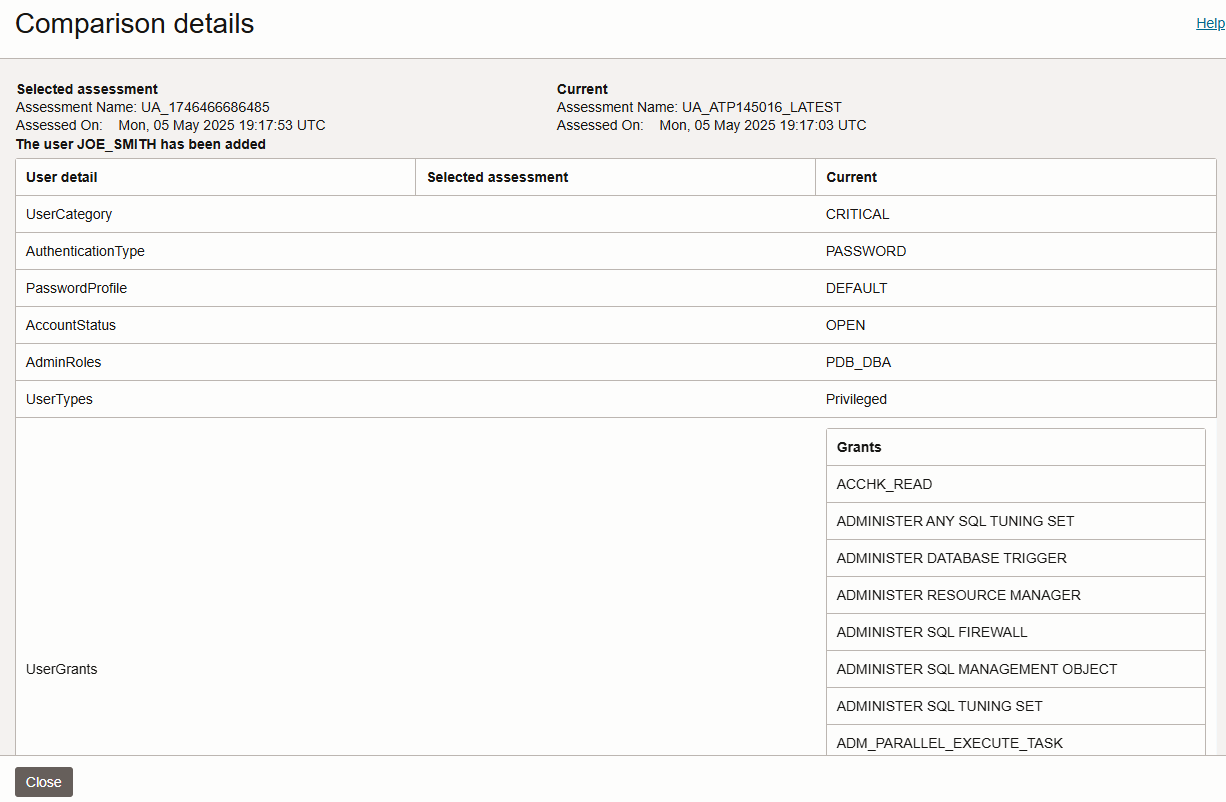 Comparison details
Help
Selected assessment
Assessment Name: UA_1746466686485
Assessed On: Mon, 05 May 2025 19:17:53 UTC
The user JOE_SMITH has been added
Current
Assessment Name: UA_ATP145016_LATEST
Assessed On: Mon, 05 May 2025 19:17:03 UTC
User detail Selected assessment Current
UserCategory CRITICAL
AuthenticationType PASSWORD
PasswordProfile DEFAULT
AccountStatus OPEN
AdminRoles PDB_DBA
UserTypes Privileged
UserGrants
Grants
ACCHK_READ
ADMINISTER ANY SQL TUNING SET
ADMINISTER DATABASE TRIGGER
ADMINISTER RESOURCE MANAGER
ADMINISTER SQL FIREWALL
ADMINISTER SQL MANAGEMENT OBJECT
ADMINISTER SQL TUNING SET
ADM_PARALLEL_EXECUTE_TASK
Close